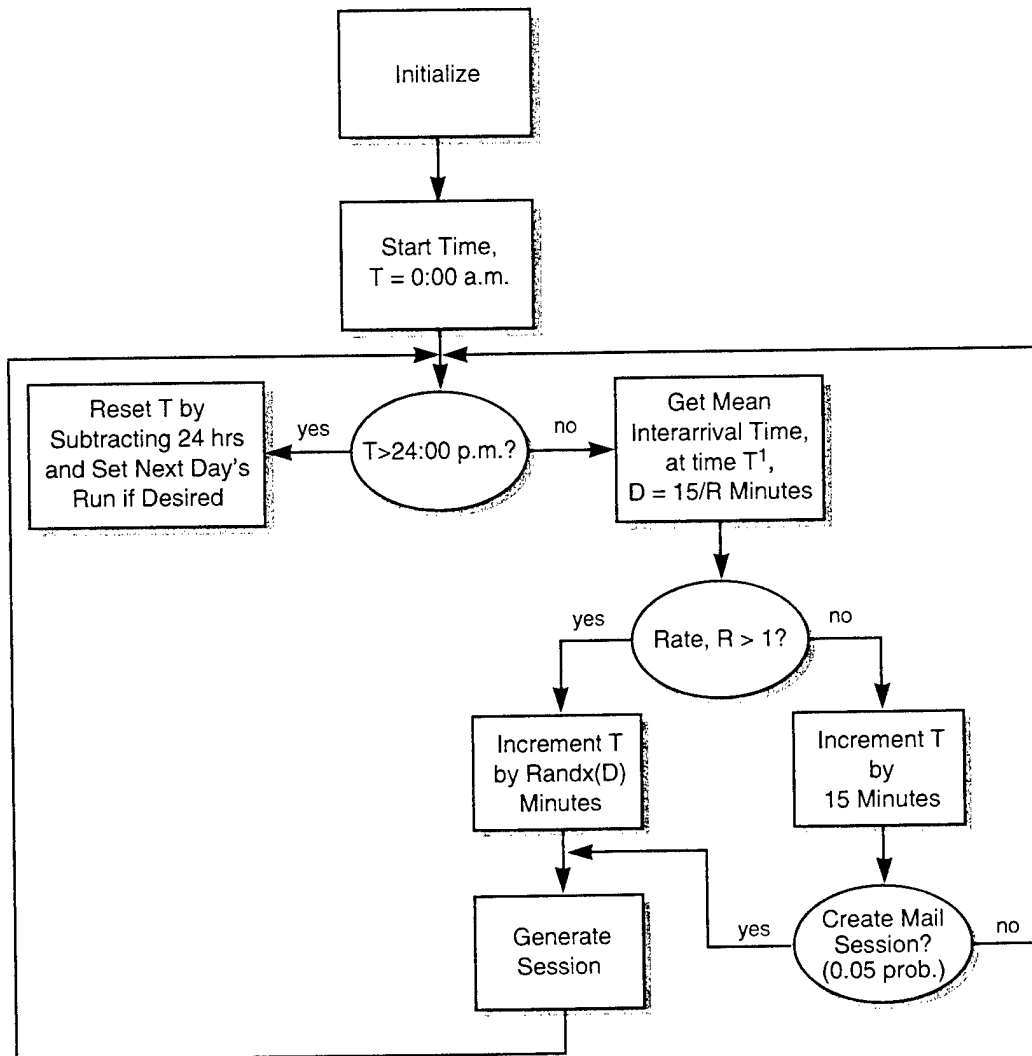 Initialize
Start Time,
T = 0:00 a.m.
Reset T by
Subtracting 24 hrs
and Set Next Day's
Run if Desired
yes
T>24:00 p.m.?
no
Get Mean
Interarrival Time,
at time T¹,
D = 15/R Minutes
yes
Rate, R > 1?
no
Increment T
by Randx(D)
Minutes
Increment T
by
15 Minutes
Generate
Session
yes
Create Mail
Session?
(0.05 prob.)
no